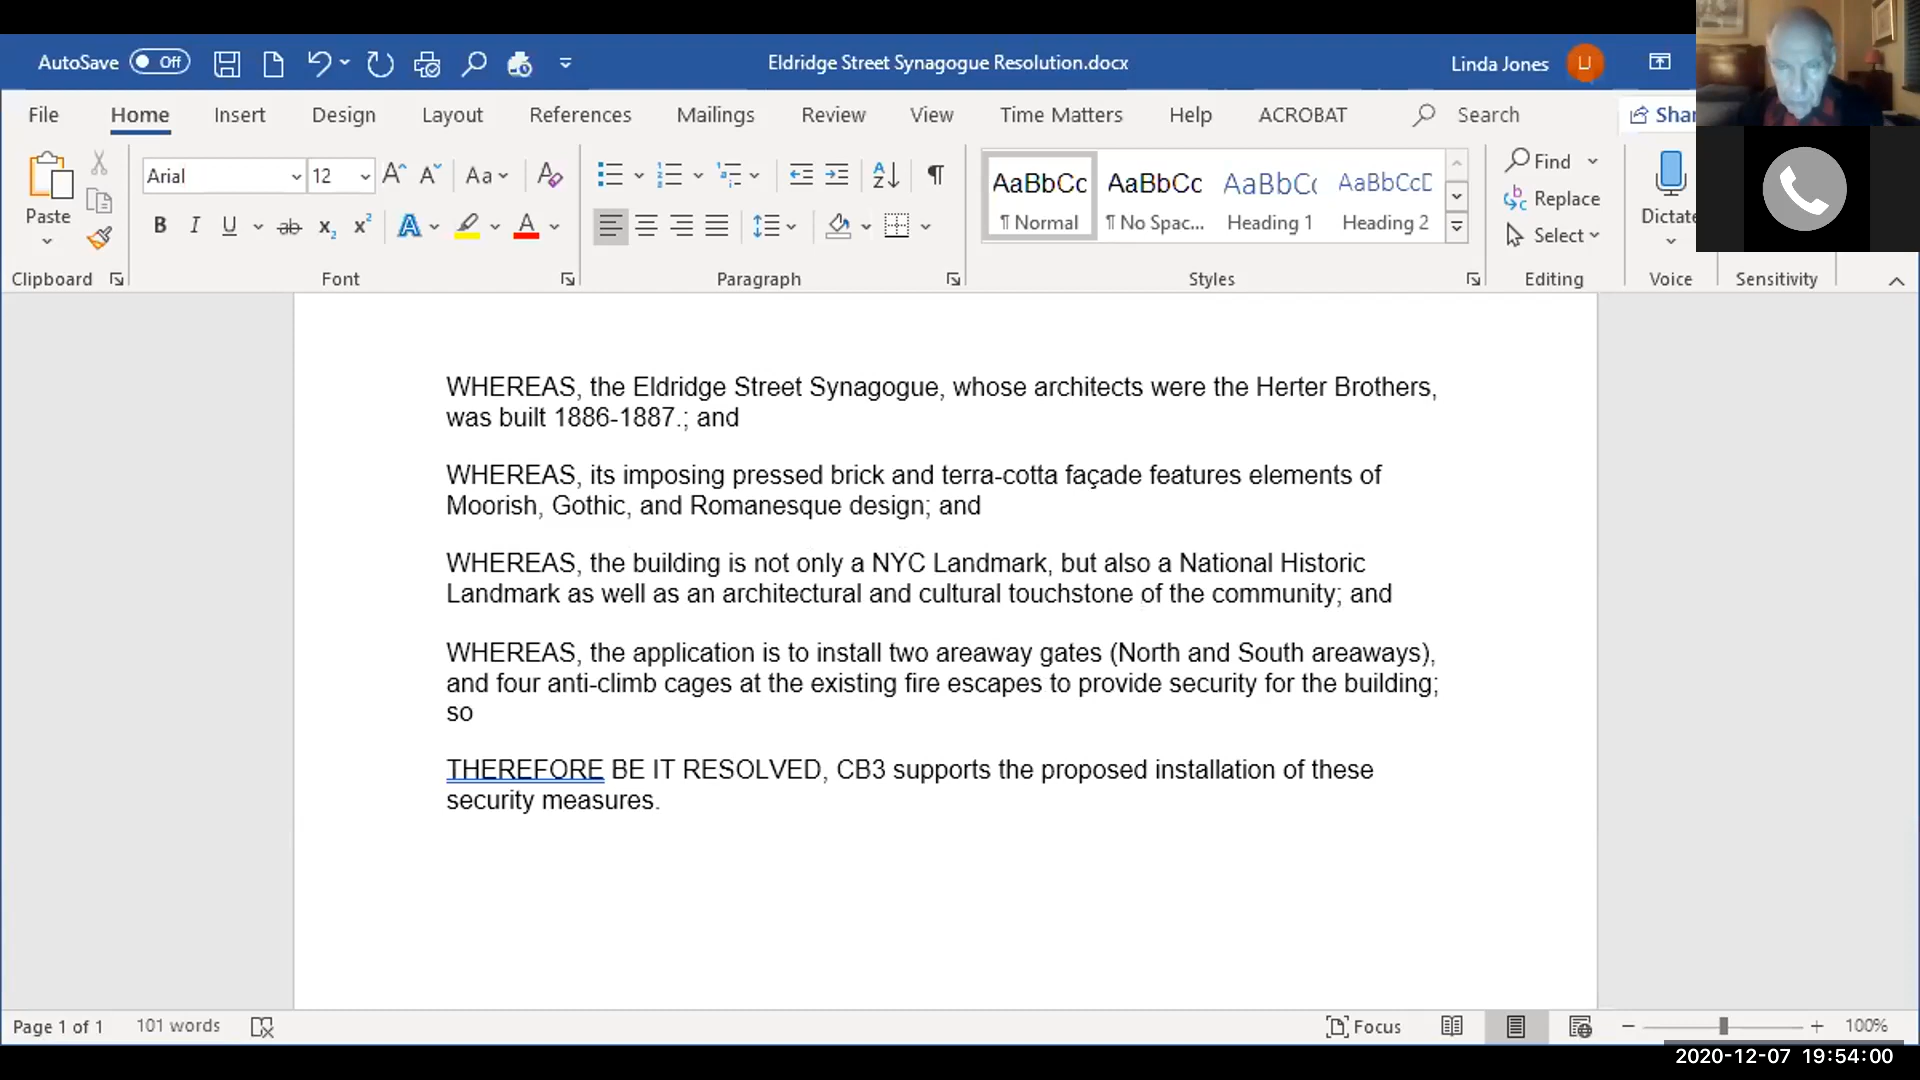 AutoSave Off Eldridge Street Synagogue Resolution.docx Linda Jones LJ
File Home Insert Design Layout References Mailings Review View Time Matters Help ACROBAT Search
Arial 12 Aa AaBbCc AaBbCc AaBbCc AaBbCcD Find
Paste ¶ Normal ¶ No Spac... Heading 1 Heading 2 Replace Dictate
B I U ab x₂ x² A A Select
Clipboard Font Paragraph Styles Editing Voice Sensitivity
WHEREAS, the Eldridge Street Synagogue, whose architects were the Herter Brothers,
was built 1886-1887.; and
WHEREAS, its imposing pressed brick and terra-cotta façade features elements of
Moorish, Gothic, and Romanesque design; and
WHEREAS, the building is not only a NYC Landmark, but also a National Historic
Landmark as well as an architectural and cultural touchstone of the community; and
WHEREAS, the application is to install two areaway gates (North and South areaways),
and four anti-climb cages at the existing fire escapes to provide security for the building;
so
THEREFORE BE IT RESOLVED, CB3 supports the proposed installation of these
security measures.
Page 1 of 1 101 words Focus 100%
2020-12-07 19:54:00